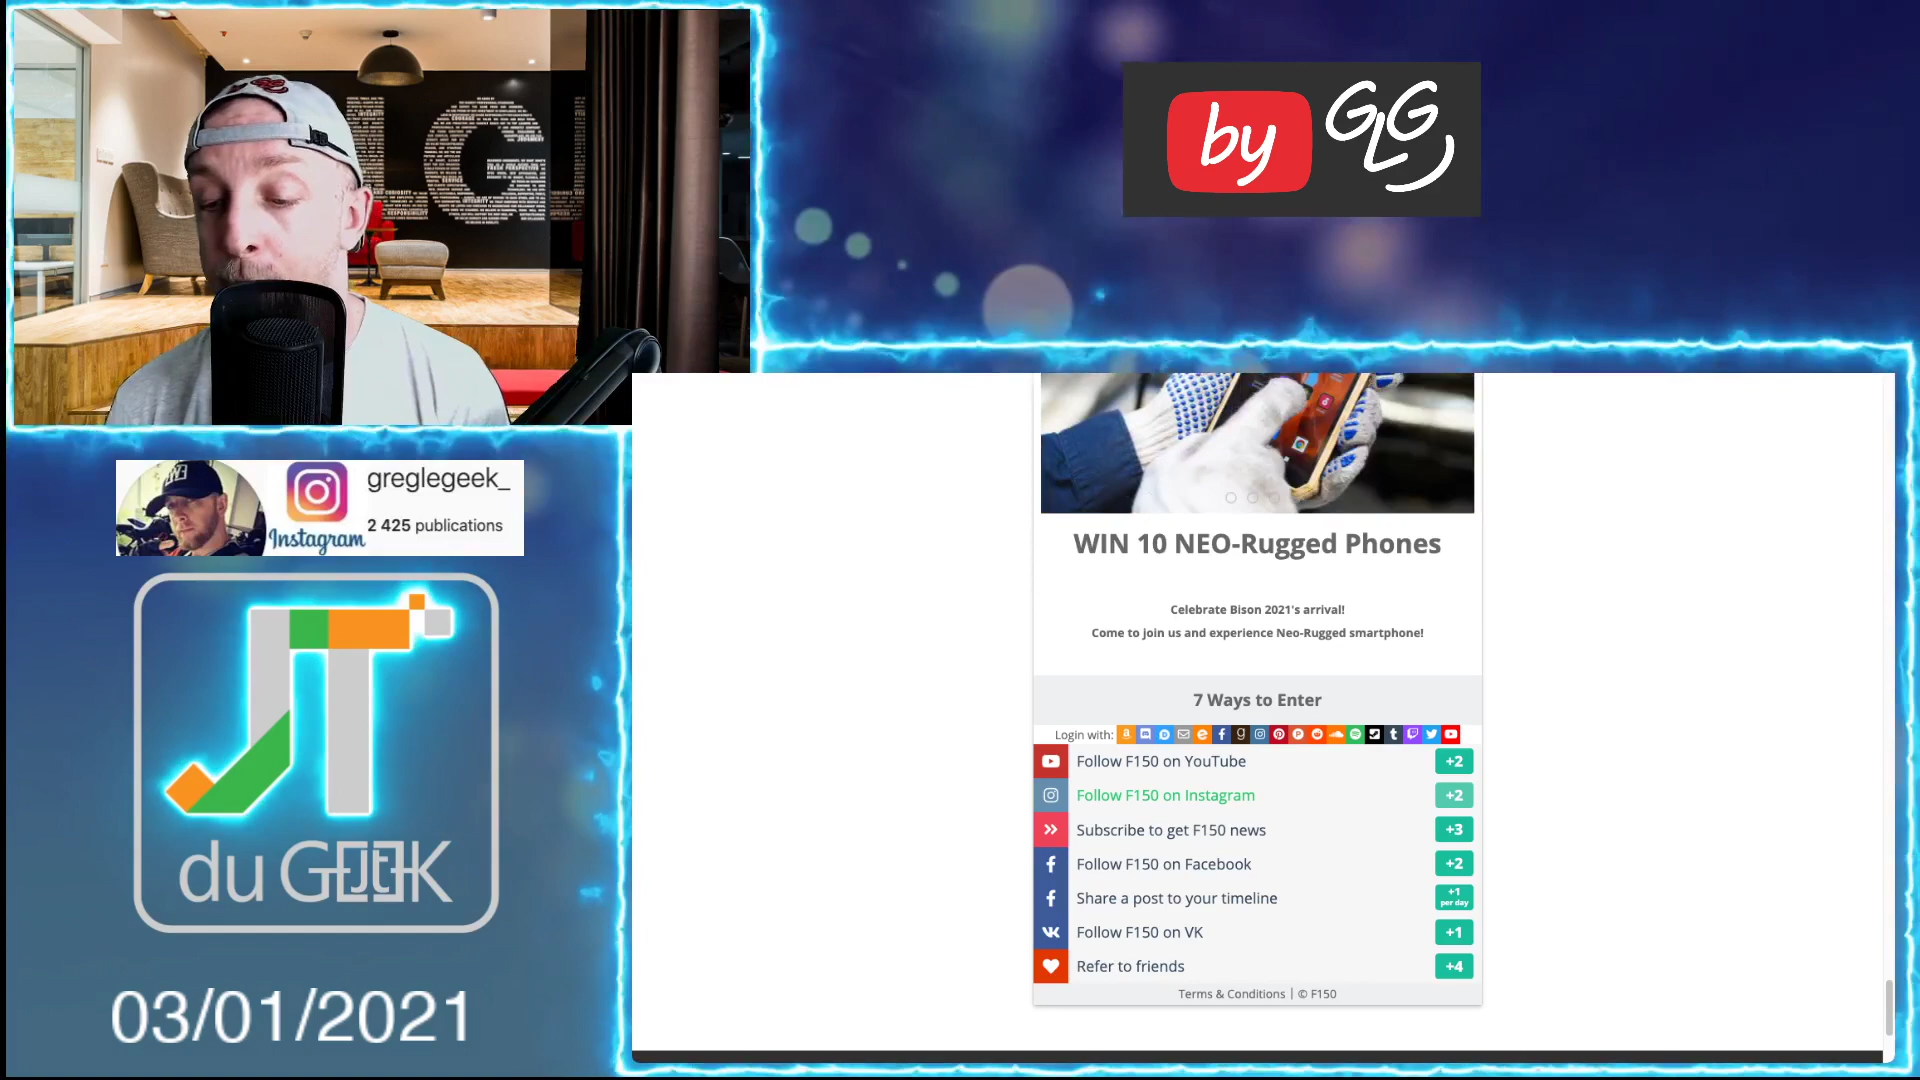 by GLG
greglegeek_
2 425 publications
Instagram
JT
du GEEK
03/01/2021
WIN 10 NEO-Rugged Phones
Celebrate Bison 2021's arrival!
Come to join us and experience Neo-Rugged smartphone!
7 Ways to Enter
Login with:
Follow F150 on YouTube +2
Follow F150 on Instagram +2
Subscribe to get F150 news +3
Follow F150 on Facebook +2
Share a post to your timeline +1 per day
Follow F150 on VK +1
Refer to friends +4
Terms & Conditions | © F150